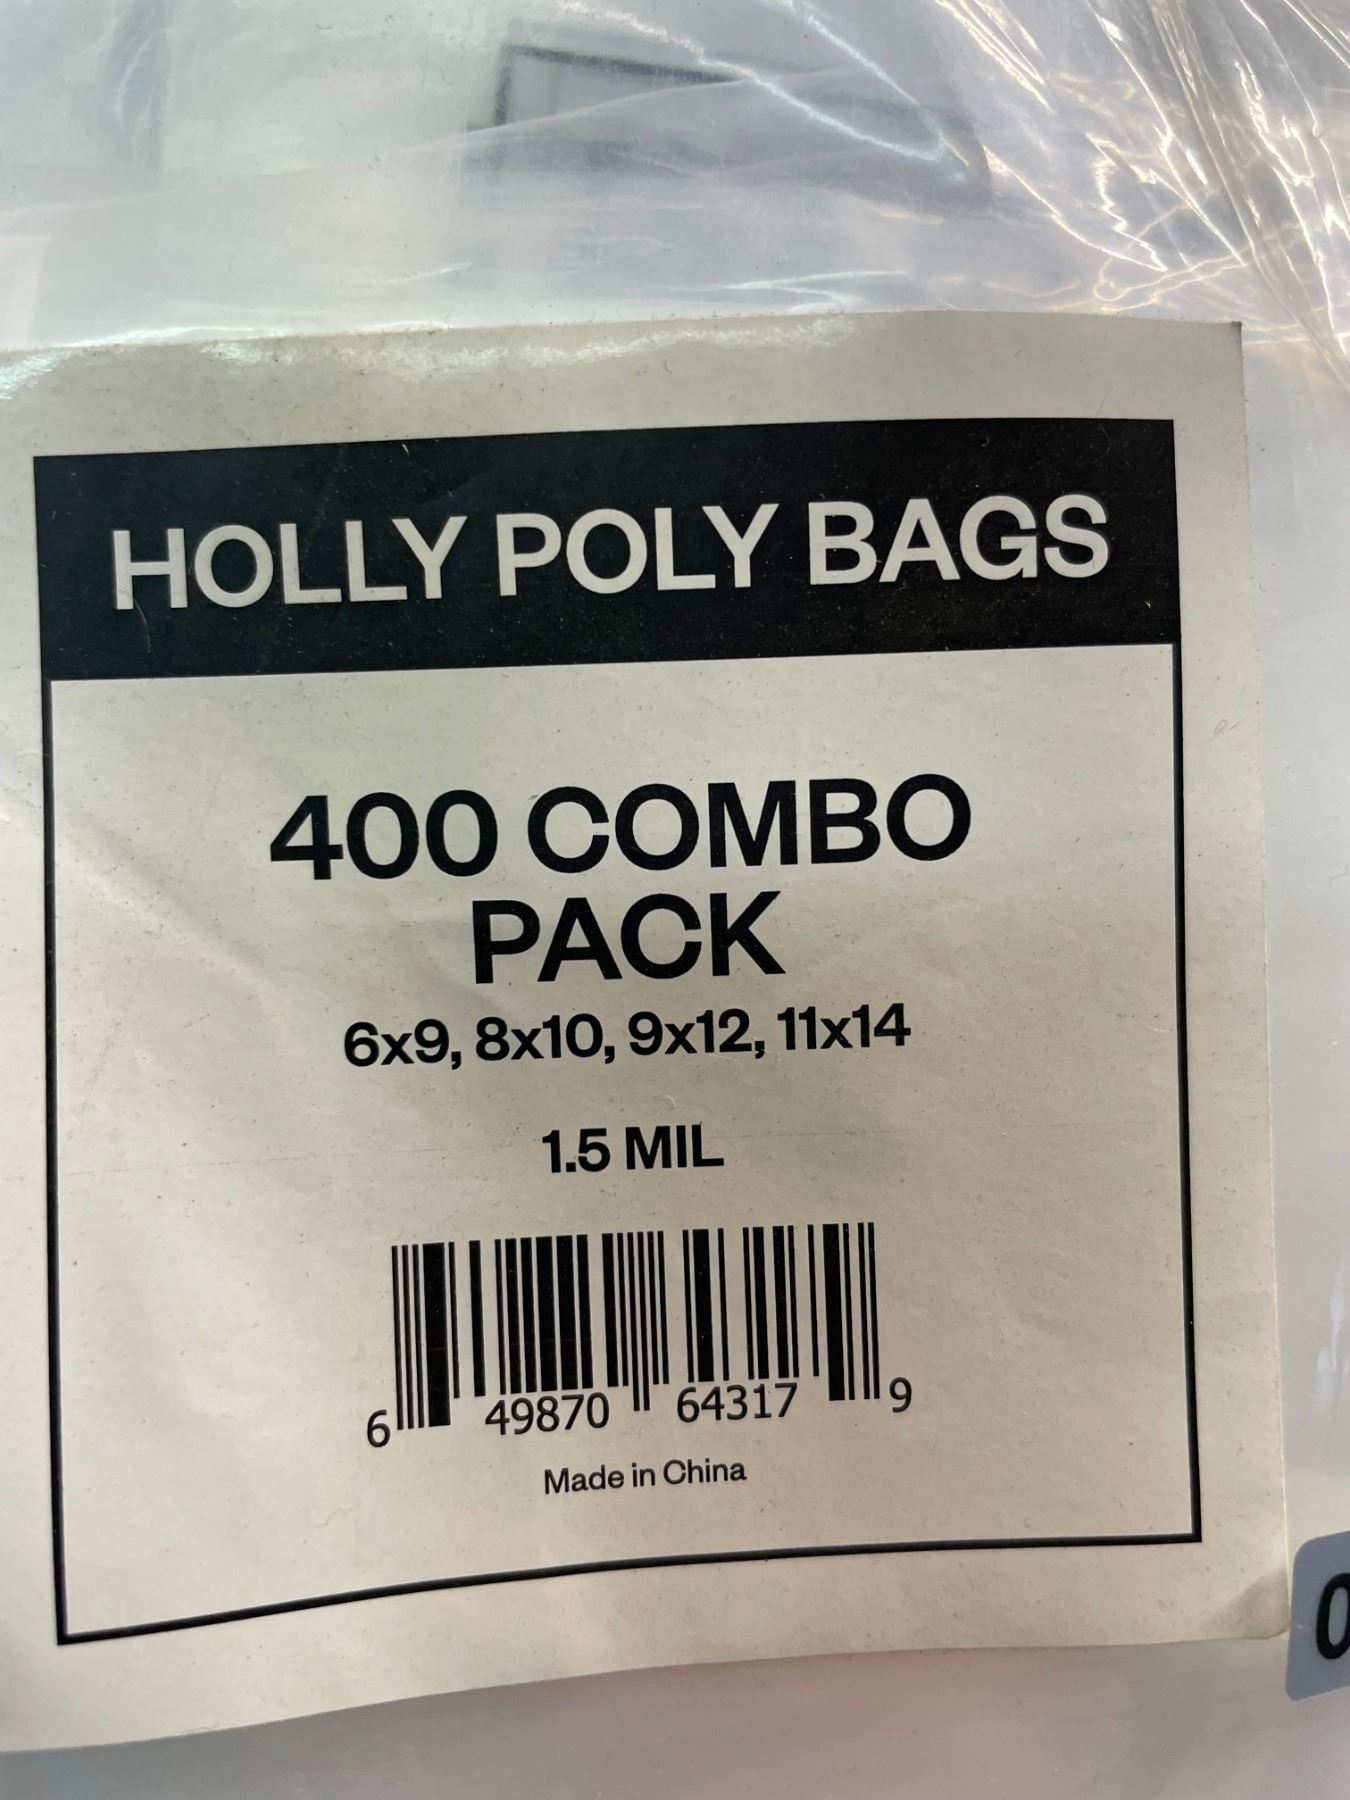 HOLLY POLY BAGS
400 COMBO
PACK
6x9, 8x10, 9x12, 11x14
1.5 MIL
6 49870 64317 9
Made in China
0